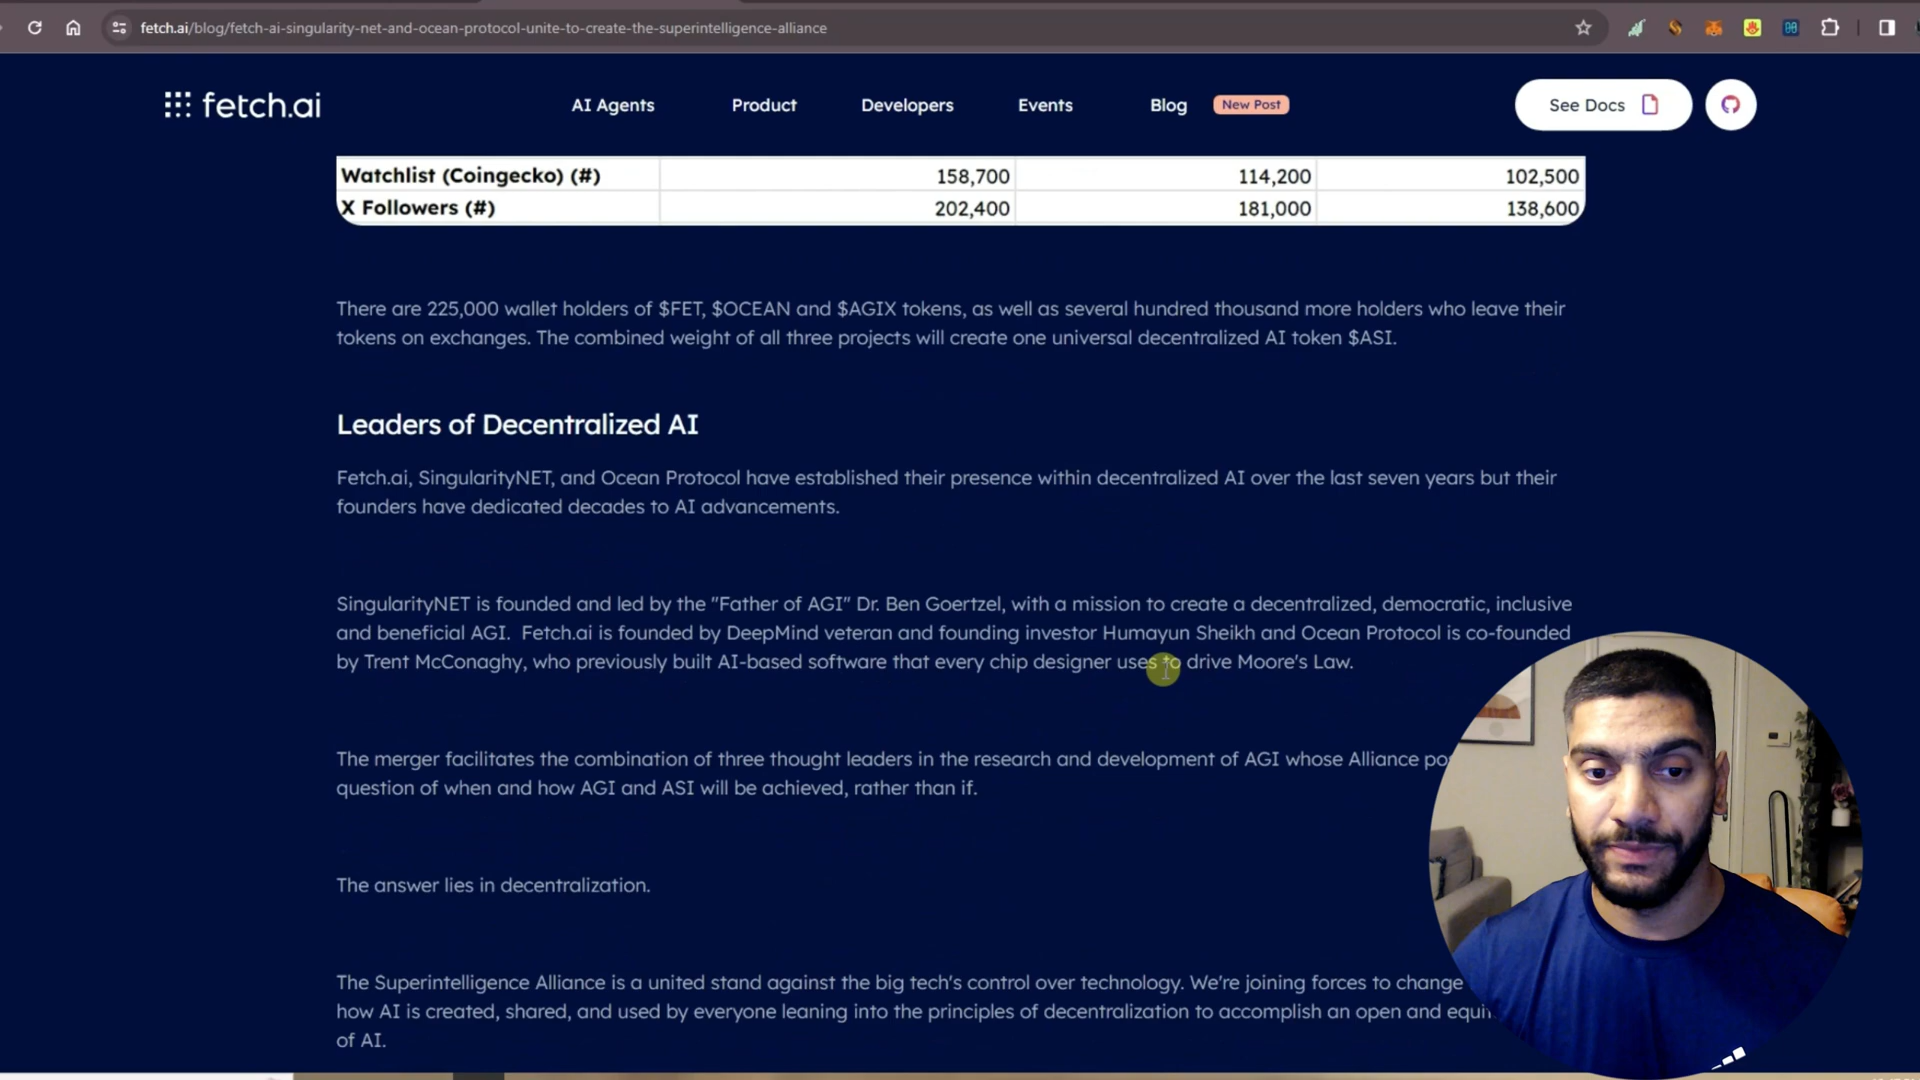 fetch.ai/blog/fetch-ai-singularity-net-and-ocean-protocol-unite-to-create-the-superintelligence-alliance
fetch.ai
AI Agents
Product
Developers
Events
Blog
New Post
See Docs
Watchlist (Coingecko) (#) 158,700 114,200 102,500
X Followers (#) 202,400 181,000 138,600
There are 225,000 wallet holders of $FET, $OCEAN and $AGIX tokens, as well as several hundred thousand more holders who leave their
tokens on exchanges. The combined weight of all three projects will create one universal decentralized AI token $ASI.
Leaders of Decentralized AI
Fetch.ai, SingularityNET, and Ocean Protocol have established their presence within decentralized AI over the last seven years but their
founders have dedicated decades to AI advancements.
SingularityNET is founded and led by the "Father of AGI" Dr. Ben Goertzel, with a mission to create a decentralized, democratic, inclusive
and beneficial AGI. Fetch.ai is founded by DeepMind veteran and founding investor Humayun Sheikh and Ocean Protocol is co-founded
by Trent McConaghy, who previously built AI-based software that every chip designer uses to drive Moore's Law.
The merger facilitates the combination of three thought leaders in the research and development of AGI whose Alliance
question of when and how AGI and ASI will be achieved, rather than if.
The answer lies in decentralization.
The Superintelligence Alliance is a united stand against the big tech's control over technology. We're joining forces to change
how AI is created, shared, and used by everyone leaning into the principles of decentralization to accomplish an open and
of AI.